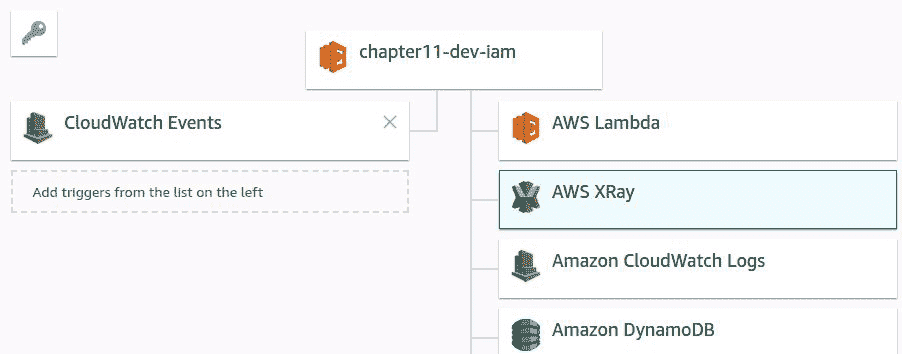 chapter11-dev-iam
CloudWatch Events
Add triggers from the list on the left
AWS Lambda
AWS XRay
Amazon CloudWatch Logs
Amazon DynamoDB